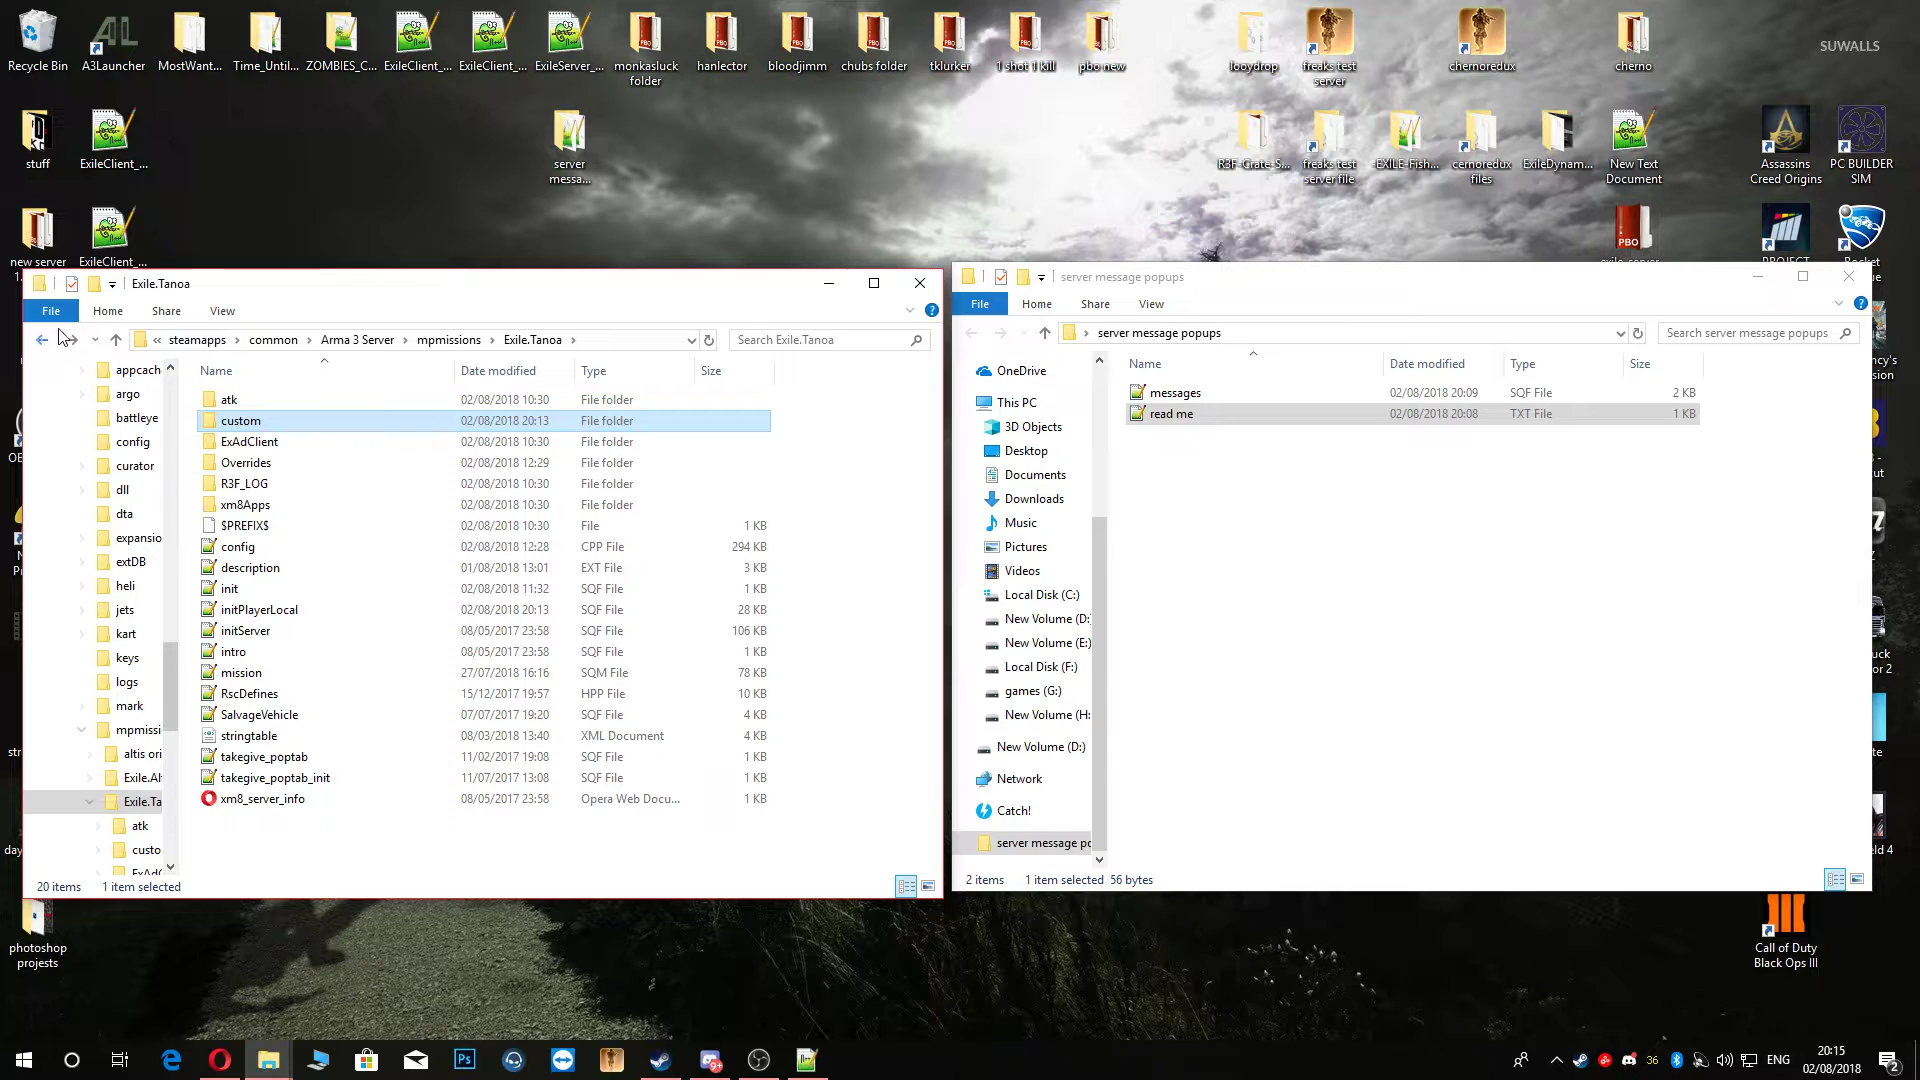 Recycle Bin
A3Launcher
MostWant...
Time_Until...
ZOMBIES_C...
ExileClient_...
ExileClient_...
ExileServer_...
monkasluck folder
hanlector
bloodjimm
chubs folder
tklurker
1 shot 1 kill
pbo new
looydrop
freaks test server
chernoredux
cherno
SUWALLS
stuff
ExileClient_...
server messa...
R3F-Crate-S...
freaks test server file
-EXILE-Fish...
cernoredux files
ExileDynam...
New Text Document
Assassins Creed Origins
PC BUILDER SIM
new server
ExileClient_...
PBO
Exile.Tanoa
File
Home
Share
View
« steamapps > common > Arma 3 Server > mpmissions > Exile.Tanoa >
Search Exile.Tanoa
appcach
argo
battleye
config
curator
dll
dta
expansio
extDB
heli
jets
kart
keys
logs
mark
mpmissi
altis ori
Exile.Al
Exile.Ta
atk
custo
ExAdC
Name Date modified Type Size
atk 02/08/2018 10:30 File folder
custom 02/08/2018 20:13 File folder
ExAdClient 02/08/2018 10:30 File folder
Overrides 02/08/2018 12:29 File folder
R3F_LOG 02/08/2018 10:30 File folder
xm8Apps 02/08/2018 10:30 File folder
$PREFIX$ 02/08/2018 10:30 File 1 KB
config 02/08/2018 12:28 CPP File 294 KB
description 01/08/2018 13:01 EXT File 3 KB
init 02/08/2018 11:32 SQF File 1 KB
initPlayerLocal 02/08/2018 20:13 SQF File 28 KB
initServer 08/05/2017 23:58 SQF File 106 KB
intro 08/05/2017 23:58 SQF File 1 KB
mission 27/07/2018 16:16 SQM File 78 KB
RscDefines 15/12/2017 19:57 HPP File 10 KB
SalvageVehicle 07/07/2017 19:20 SQF File 4 KB
stringtable 08/03/2018 13:40 XML Document 4 KB
takegive_poptab 11/02/2017 19:08 SQF File 1 KB
takegive_poptab_init 11/07/2017 13:08 SQF File 1 KB
xm8_server_info 08/05/2017 23:58 Opera Web Docu... 1 KB
20 items 1 item selected
server message popups
File
Home
Share
View
> server message popups
Search server message popups
OneDrive
This PC
3D Objects
Desktop
Documents
Downloads
Music
Pictures
Videos
Local Disk (C:)
New Volume (D:
New Volume (E:)
Local Disk (F:)
games (G:)
New Volume (H:
New Volume (D:)
Network
Catch!
server message po
Name Date modified Type Size
messages 02/08/2018 20:09 SQF File 2 KB
read me 02/08/2018 20:08 TXT File 1 KB
2 items 1 item selected 56 bytes
photoshop projests
Call of Duty Black Ops III
Ps
9+
36
ENG
20:15
02/08/2018
2